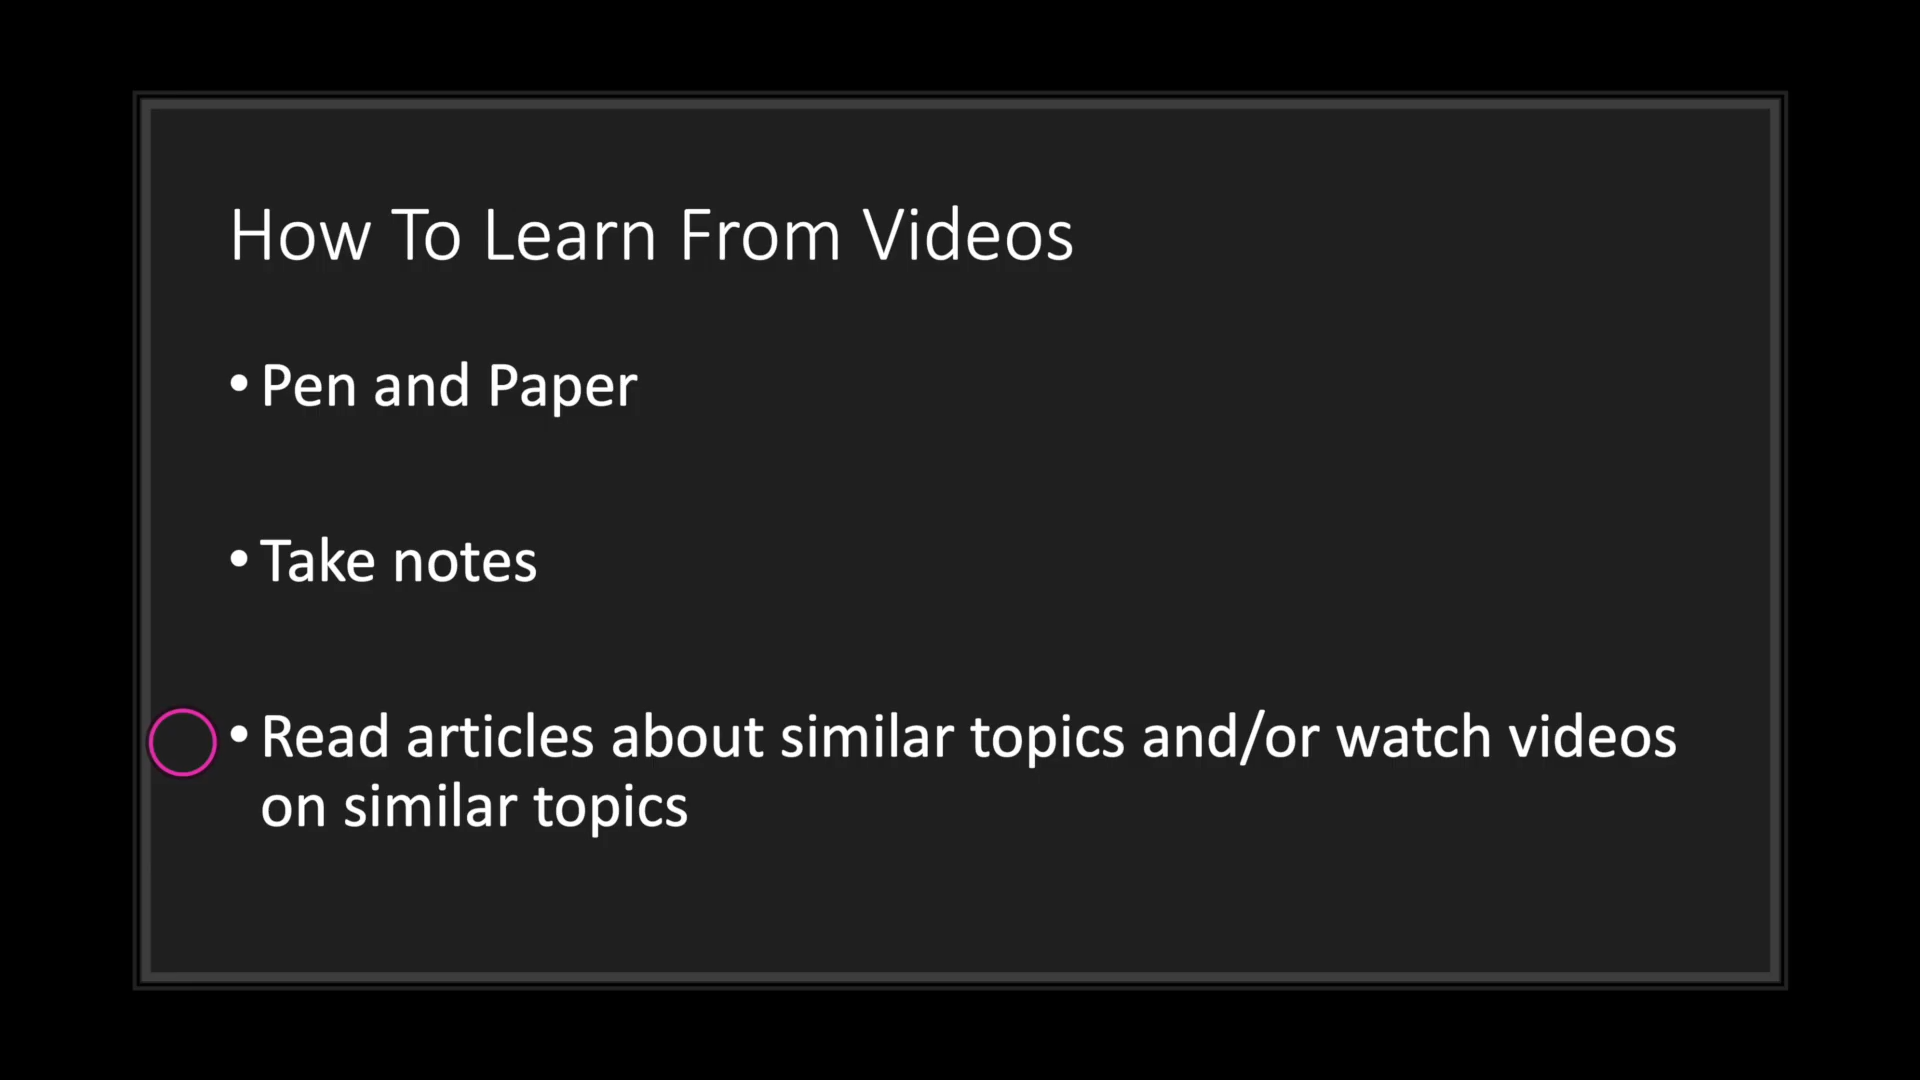 How To Learn From Videos
• Pen and Paper
• Take notes
• Read articles about similar topics and/or watch videos
on similar topics